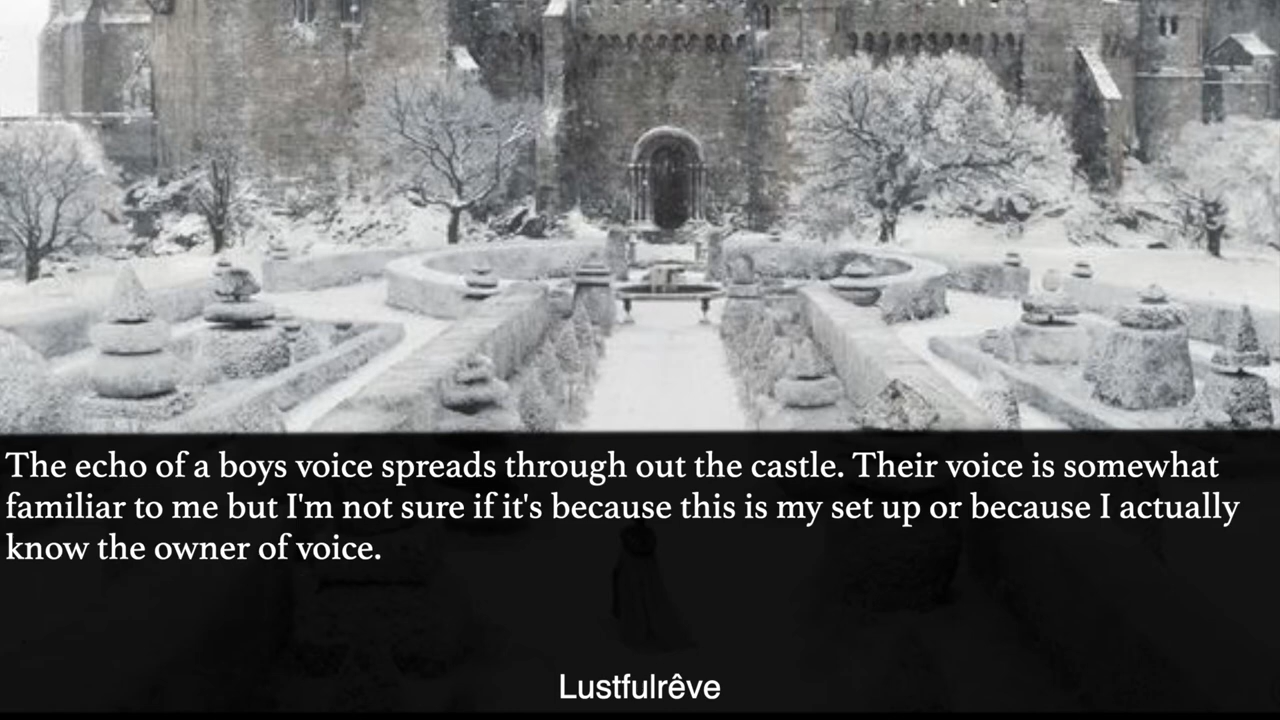 The echo of a boys voice spreads through out the castle. Their voice is somewhat
familiar to me but I'm not sure if it's because this is my set up or because I actually
know the owner of voice.
Lustfulrêve